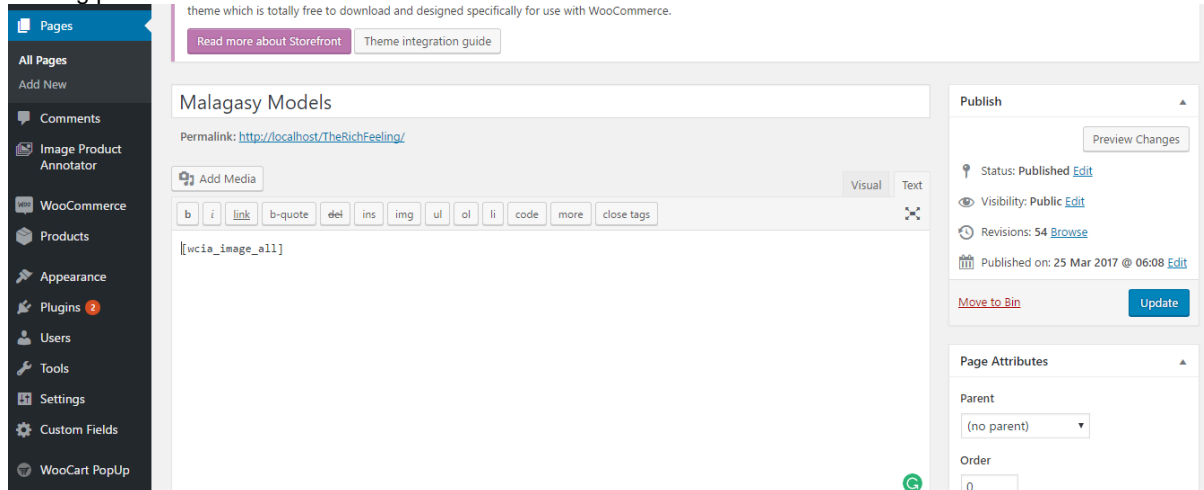 Pages
All Pages
Add New
Comments
Image Product
Annotator
WooCommerce
Products
Appearance
Plugins 2
Users
Tools
Settings
Custom Fields
WooCart PopUp
theme which is totally free to download and designed specifically for use with WooCommerce.
Read more about Storefront Theme integration guide
Malagasy Models
Permalink: http://localhost/TheRichFeeling/
Add Media
Visual Text
b i link b-quote del ins img ul ol li code more close tags
[wcia_image_all]
Publish
Preview Changes
Status: Published Edit
Visibility: Public Edit
Revisions: 54 Browse
Published on: 25 Mar 2017 @ 06:08 Edit
Move to Bin Update
Page Attributes
Parent
(no parent)
Order
0